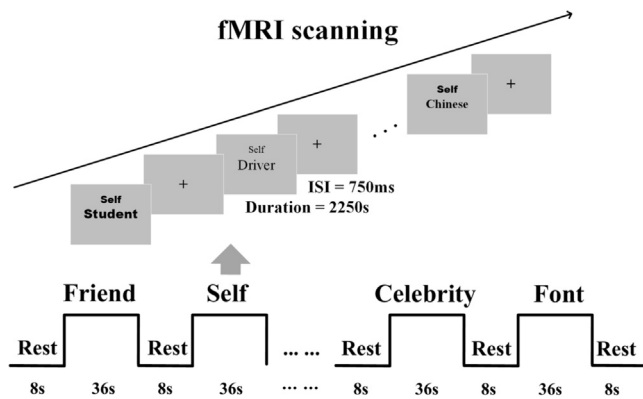 fMRI scanning
Self
Chinese
+
Self
Driver
+
+
Self
Student
...
ISI = 750ms
Duration = 2250s
Friend Self Celebrity Font
Rest Rest ... ... Rest Rest Rest
8s 36s 8s 36s ... ... 8s 36s 8s 36s 8s